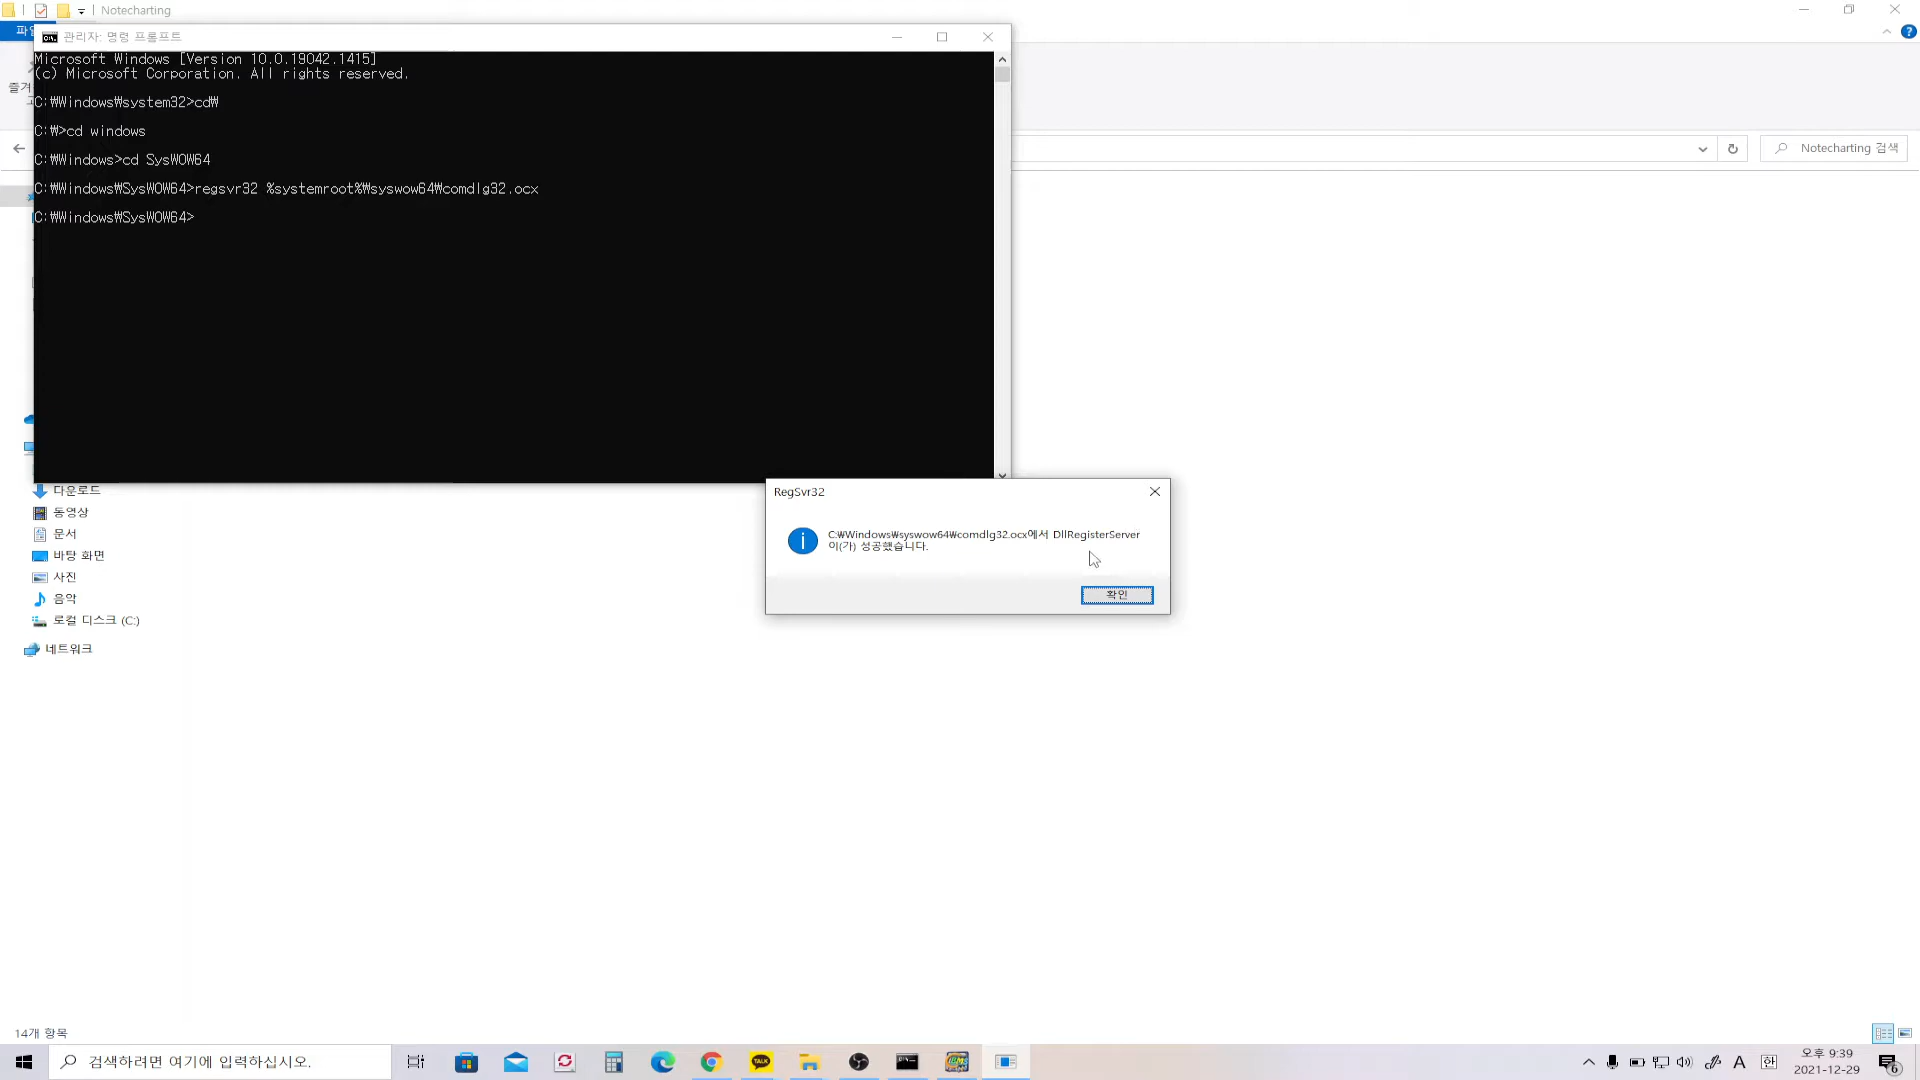 Notecharting
파일
관리자: 명령 프롬프트
Microsoft Windows [Version 10.0.19042.1415]
(c) Microsoft Corporation. All rights reserved.
C:\Windows\system32>cd\
C:\>cd windows
C:\Windows>cd SysWOW64
C:\Windows\SysWOW64>regsvr32 %systemroot%\syswow64\comdlg32.ocx
C:\Windows\SysWOW64>
Notecharting 검색
RegSvr32
C:\Windows\syswow64\comdlg32.ocx에서 DllRegisterServer
이(가) 성공했습니다.
확인
다운로드
동영상
문서
바탕 화면
사진
음악
로컬 디스크 (C:)
네트워크
14개 항목
검색하려면 여기에 입력하십시오.
TALK
A
한
오후 9:39
2021-12-29
6